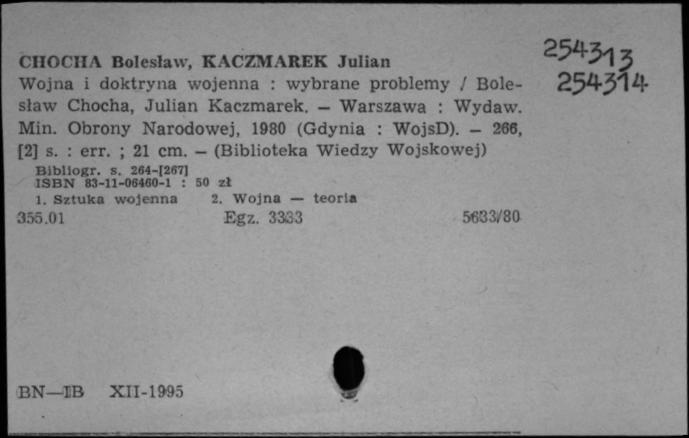 CHOCHA Bolesław, KACZMAREK Julian
254313
254314
Wojna i doktryna wojenna : wybrane problemy / Bole-
sław Chocha, Julian Kaczmarek. — Warszawa : Wydaw.
Min. Obrony Narodowej, 1980 (Gdynia : WojsD). — 266,
[2] s. : err. ; 21 cm. — (Biblioteka Wiedzy Wojskowej)
Bibliogr. s. 264-[267]
ISBN 83-11-06460-1 : 50 zł
1. Sztuka wojenna 2. Wojna — teoria
355.01 Egz. 3333 5633/80
BN—IB XII-1995